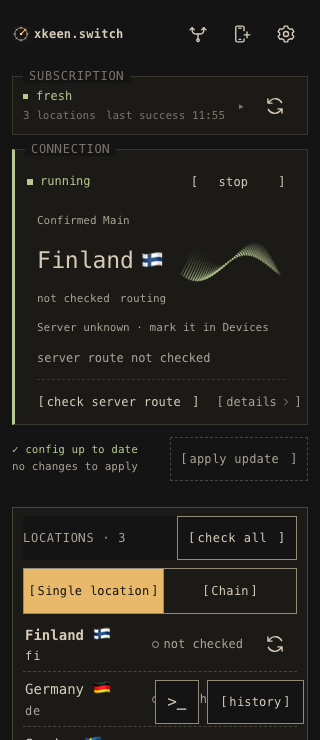 xkeen.switch
SUBSCRIPTION
fresh
3 locations last success 11:55
CONNECTION
running
[ stop ]
Confirmed Main
Finland
not checked routing
Server unknown · mark it in Devices
server route not checked
[check server route ] [details > ]
✓ config up to date
no changes to apply
[apply update ]
LOCATIONS · 3
[check all ]
[Single location] [Chain]
Finland
fi
not checked
Germany
de
>_
[history]